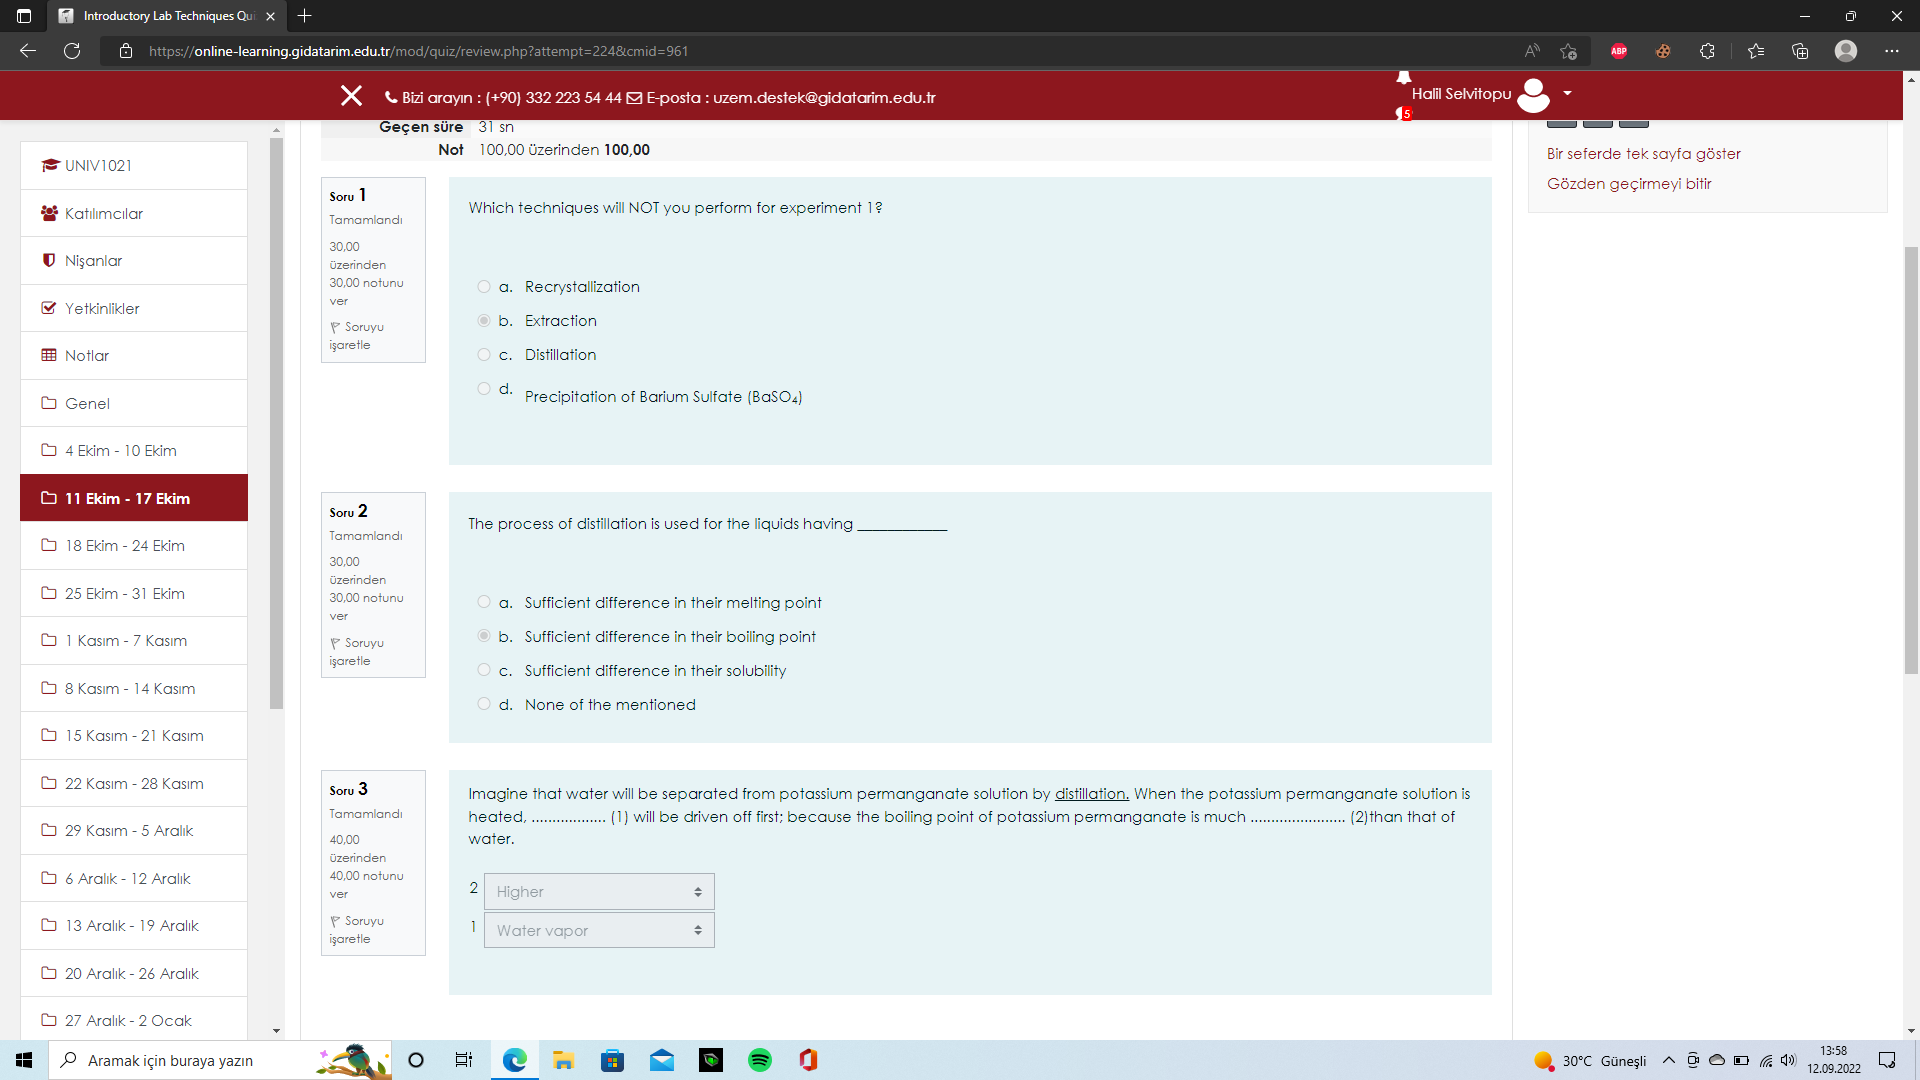 Introductory Lab Techniques Qui
https://online-learning.gidatarim.edu.tr/mod/quiz/review.php?attempt=224&cmid=961
ABP
Bizi arayın : (+90) 332 223 54 44 E-posta : uzem.destek@gidatarim.edu.tr
5
Halil Selvitopu
UNIV1021
Katılımcılar
Nişanlar
Yetkinlikler
Notlar
Genel
4 Ekim - 10 Ekim
11 Ekim - 17 Ekim
18 Ekim - 24 Ekim
25 Ekim - 31 Ekim
1 Kasım - 7 Kasım
8 Kasım - 14 Kasım
15 Kasım - 21 Kasım
22 Kasım - 28 Kasım
29 Kasım - 5 Aralık
6 Aralık - 12 Aralık
13 Aralık - 19 Aralık
20 Aralık - 26 Aralık
27 Aralık - 2 Ocak
Geçen süre 31 sn
Not 100,00 üzerinden 100,00
Soru 1
Tamamlandı
30,00
üzerinden
30,00 notunu
ver
Soruyu
işaretle
Which techniques will NOT you perform for experiment 1?
a. Recrystallization
b. Extraction
c. Distillation
d. Precipitation of Barium Sulfate (BaSO₄)
Soru 2
Tamamlandı
30,00
üzerinden
30,00 notunu
ver
Soruyu
işaretle
The process of distillation is used for the liquids having ____________
a. Sufficient difference in their melting point
b. Sufficient difference in their boiling point
c. Sufficient difference in their solubility
d. None of the mentioned
Soru 3
Tamamlandı
40,00
üzerinden
40,00 notunu
ver
Soruyu
işaretle
Imagine that water will be separated from potassium permanganate solution by distillation. When the potassium permanganate solution is
heated, .................. (1) will be driven off first; because the boiling point of potassium permanganate is much ....................... (2)than that of
water.
2 Higher
1 Water vapor
Bir seferde tek sayfa göster
Gözden geçirmeyi bitir
Aramak için buraya yazın
30°C Güneşli
13:58
12.09.2022